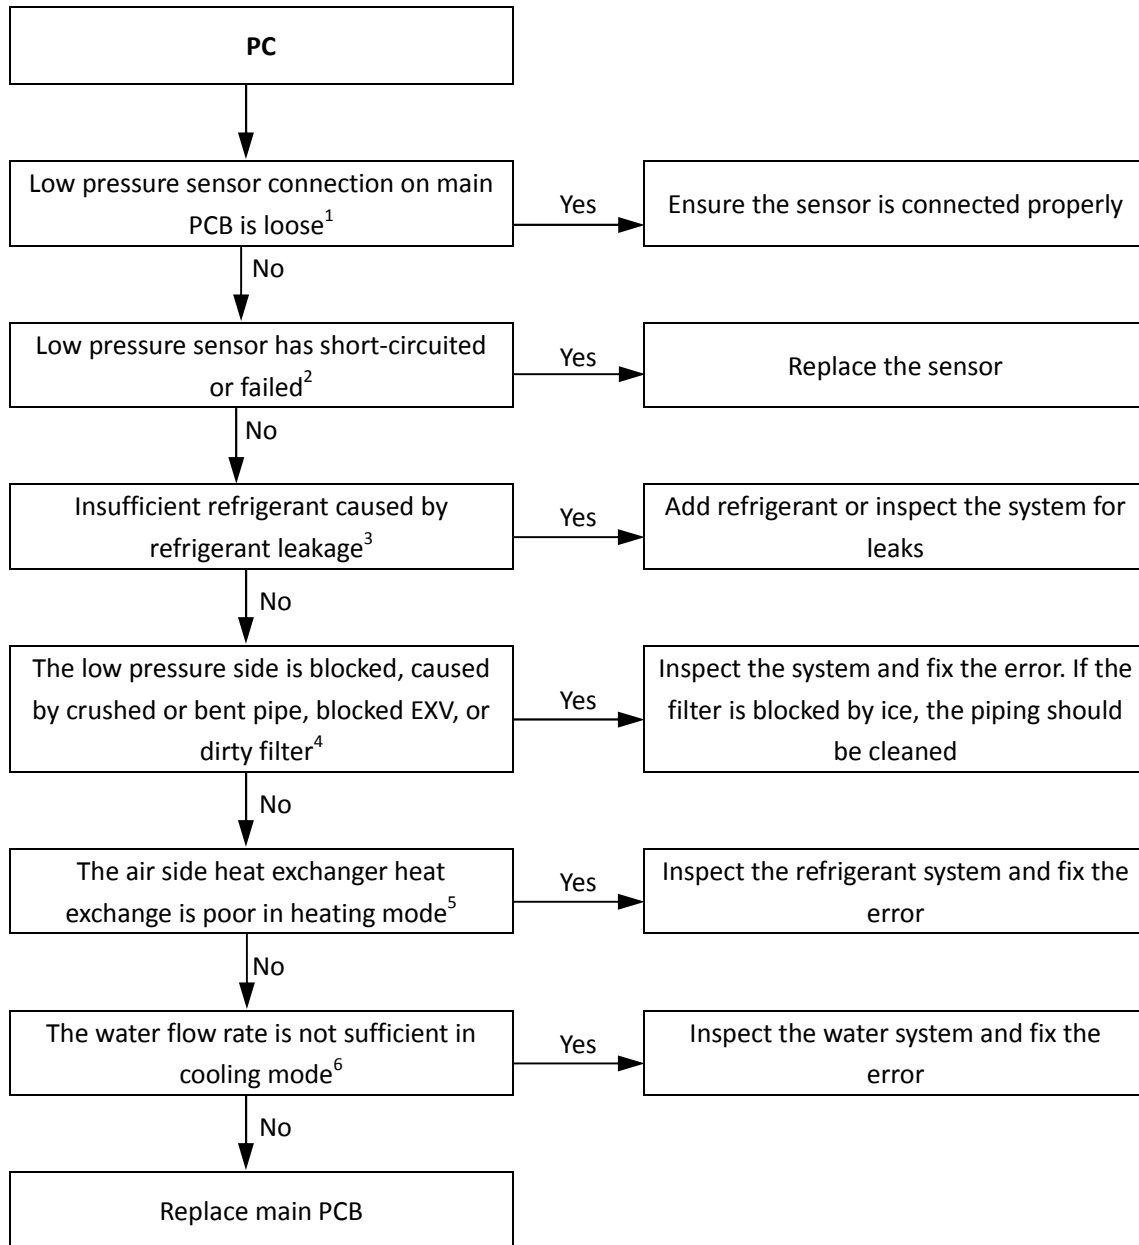 PC
Low pressure sensor connection on main
PCB is loose1
Yes
Ensure the sensor is connected properly
No
Low pressure sensor has short-circuited
or failed2
Yes
Replace the sensor
No
Insufficient refrigerant caused by
refrigerant leakage3
Yes
Add refrigerant or inspect the system for
leaks
No
The low pressure side is blocked, caused
by crushed or bent pipe, blocked EXV, or
dirty filter4
Yes
Inspect the system and fix the error. If the
filter is blocked by ice, the piping should
be cleaned
No
The air side heat exchanger heat
exchange is poor in heating mode5
Yes
Inspect the refrigerant system and fix the
error
No
The water flow rate is not sufficient in
cooling mode6
Yes
Inspect the water system and fix the
error
No
Replace main PCB